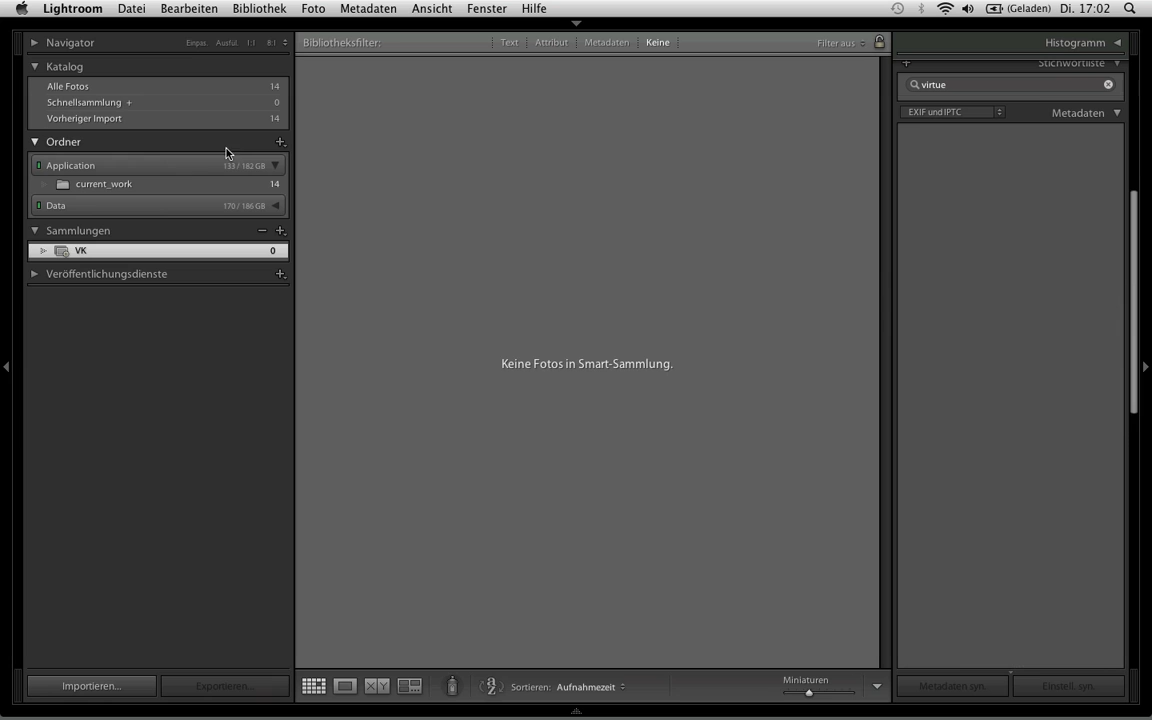 Lightroom Datei Bearbeiten Bibliothek Foto Metadaten Ansicht Fenster Hilfe (Geladen) Di. 17:02
Navigator Einpas. Ausfül. 1:1 8:1
Bibliotheksfilter: Text Attribut Metadaten Keine Filter aus
Histogramm
Katalog
Alle Fotos 14
Schnellsammlung + 0
Vorheriger Import 14
Ordner
Application 133 / 182 GB
current_work 14
Data 170 / 186 GB
Sammlungen
VK 0
Veröffentlichungsdienste
Keine Fotos in Smart-Sammlung.
Stichwortliste
virtue
EXIF und IPTC Metadaten
Importieren... Exportieren...
XY
Sortieren: Aufnahmezeit
Miniaturen
Metadaten syn. Einstell. syn.